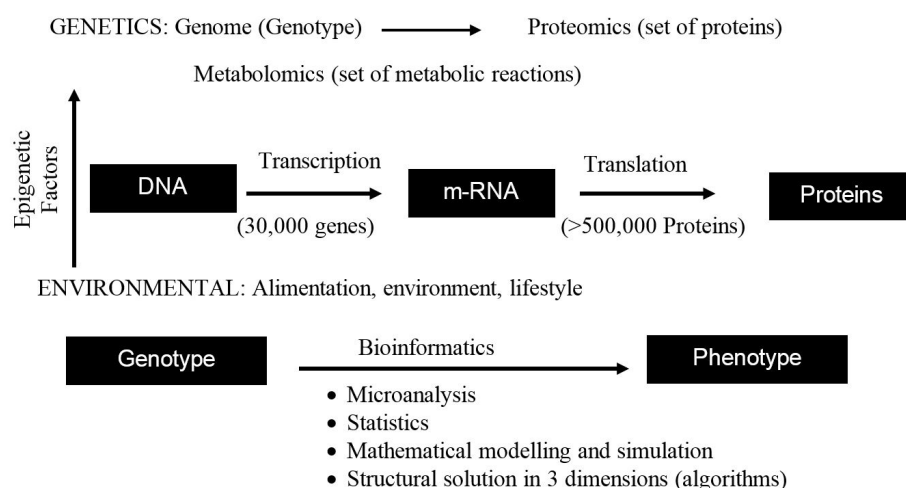 GENETICS: Genome (Genotype) Proteomics (set of proteins)
Metabolomics (set of metabolic reactions)
Epigenetic
Factors
DNA
Transcription
(30,000 genes)
m-RNA
Translation
(>500,000 Proteins)
Proteins
ENVIRONMENTAL: Alimentation, environment, lifestyle
Genotype
Bioinformatics
Phenotype
• Microanalysis
• Statistics
• Mathematical modelling and simulation
• Structural solution in 3 dimensions (algorithms)